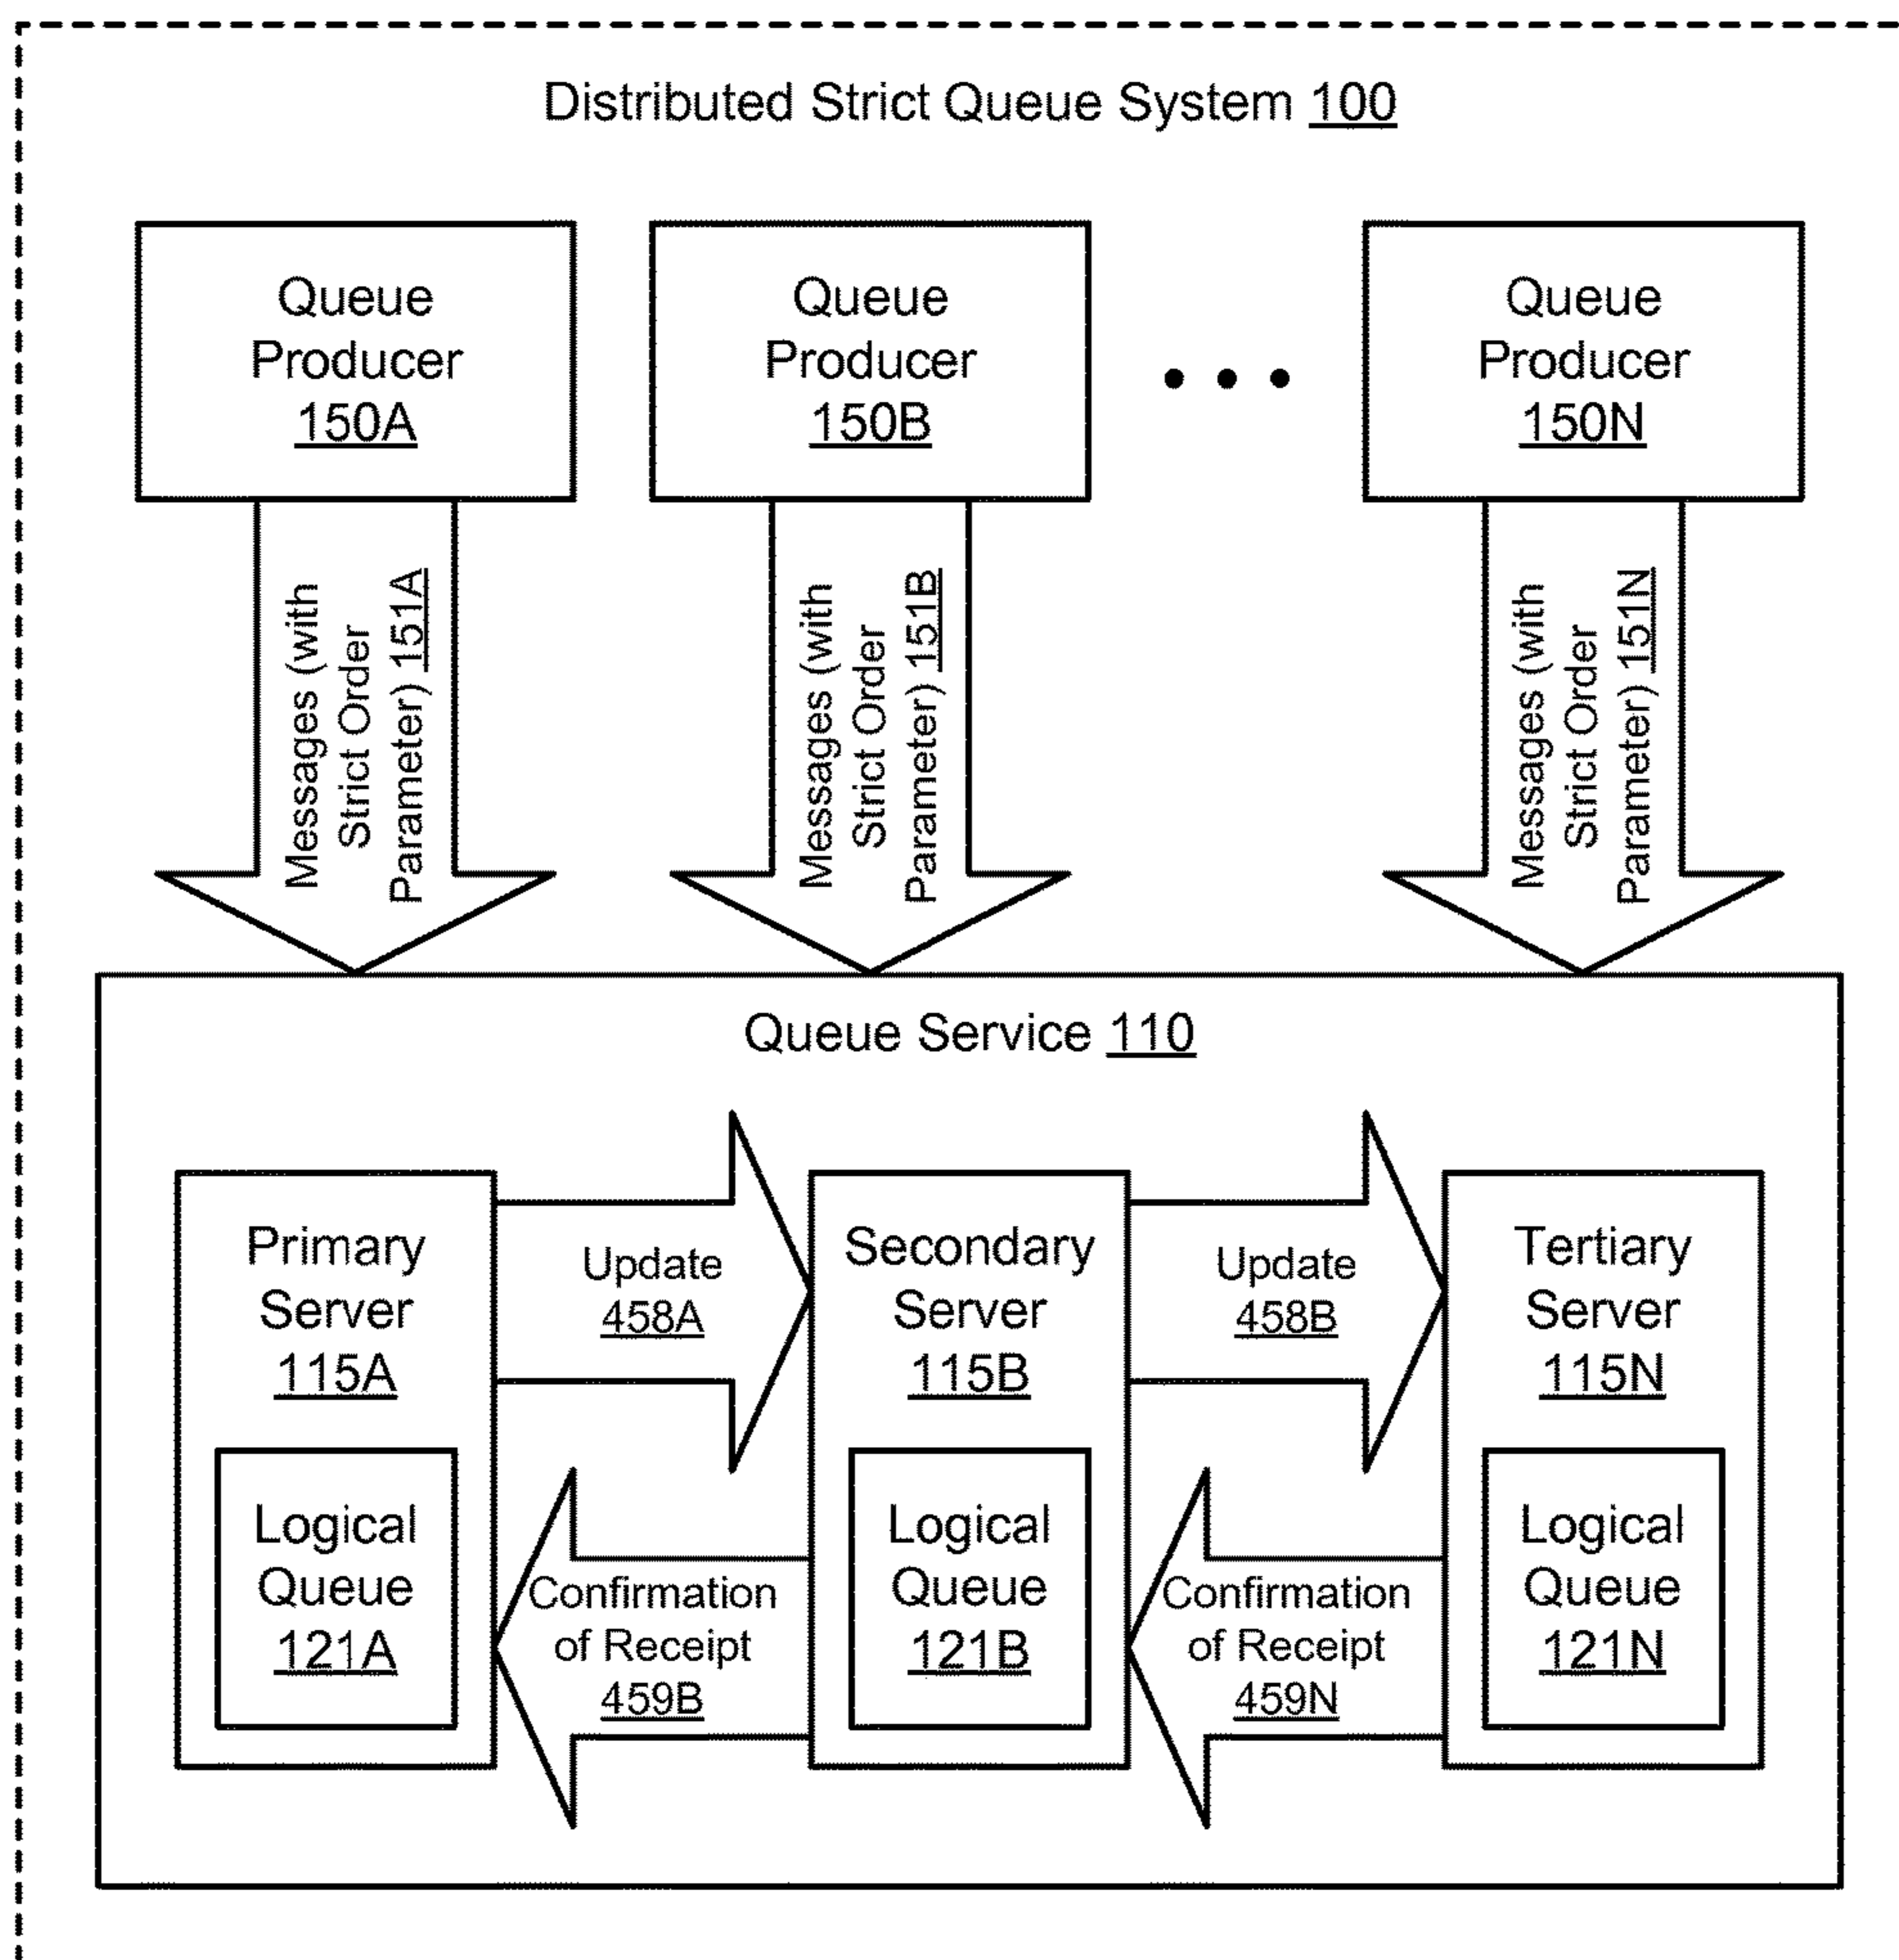 Distributed Strict Queue System 100
Queue
Producer
150A
Queue
Producer
150B
Queue
Producer
150N
Messages (with
Strict Order
Parameter) 151A
Messages (with
Strict Order
Parameter) 151B
Messages (with
Strict Order
Parameter) 151N
Queue Service 110
Primary
Server
115A
Update
458A
Secondary
Server
115B
Update
458B
Tertiary
Server
115N
Logical
Queue
121A
Confirmation
of Receipt
459B
Logical
Queue
121B
Confirmation
of Receipt
459N
Logical
Queue
121N